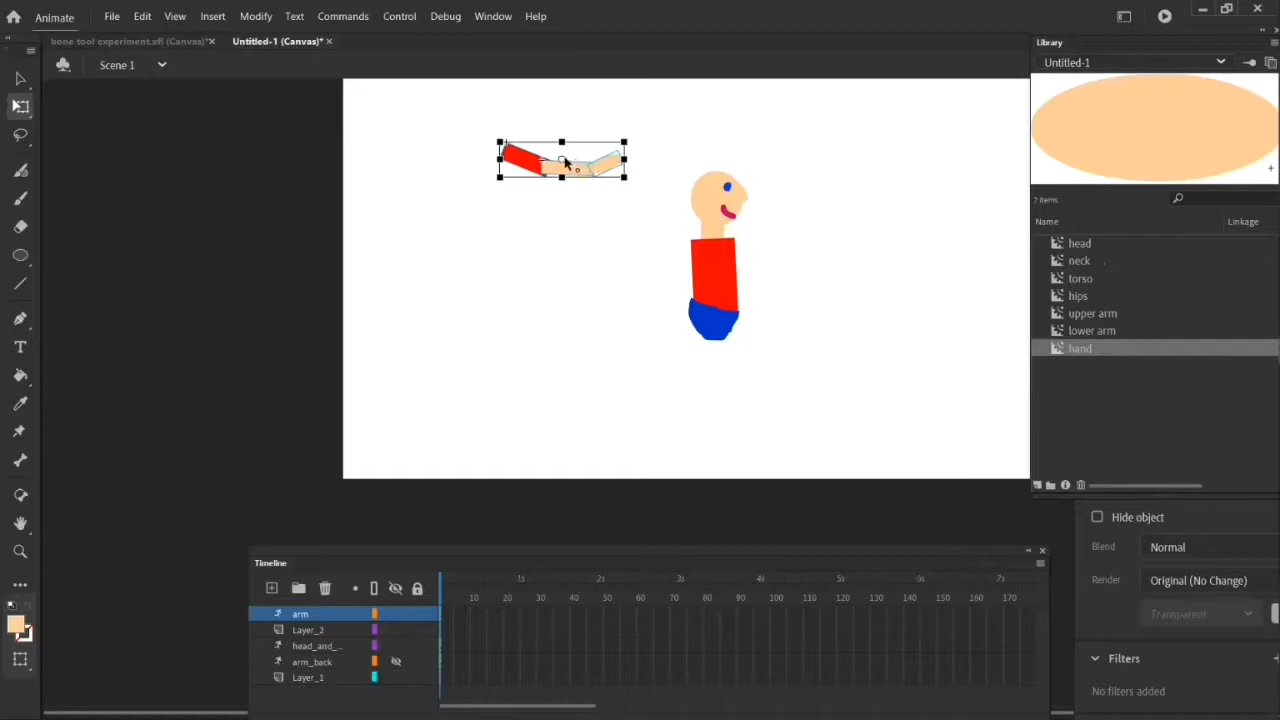 Animate File Edit View Insert Modify Text Commands Control Debug Window Help
bone tool experiment.xfl (Canvas)* Untitled-1 (Canvas)*
Scene 1
Library
Untitled-1
7 items
Name Linkage
head
neck
torso
hips
upper arm
lower arm
hand
Hide object
Blend Normal
Render Original (No Change)
Transparent
Filters
No filters added
Timeline
1s 2s 3s 4s 5s 6s 7s
10 20 30 40 50 60 70 80 90 100 110 120 130 140 150 160 170
arm
Layer_2
head_and_...
arm_back
Layer_1